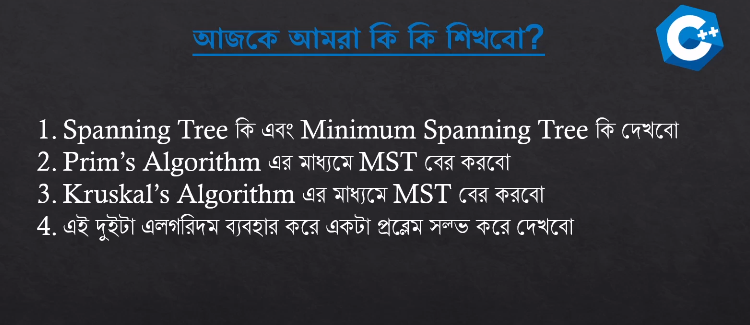 আজকে আমরা কি কি শিখবো?
C++
1. Spanning Tree কি এবং Minimum Spanning Tree কি দেখবো
2. Prim’s Algorithm এর মাধ্যমে MST বের করবো
3. Kruskal’s Algorithm এর মাধ্যমে MST বের করবো
4. এই দুইটা এলগরিদম ব্যবহার করে একটা প্রব্লেম সল্ভ করে দেখবো